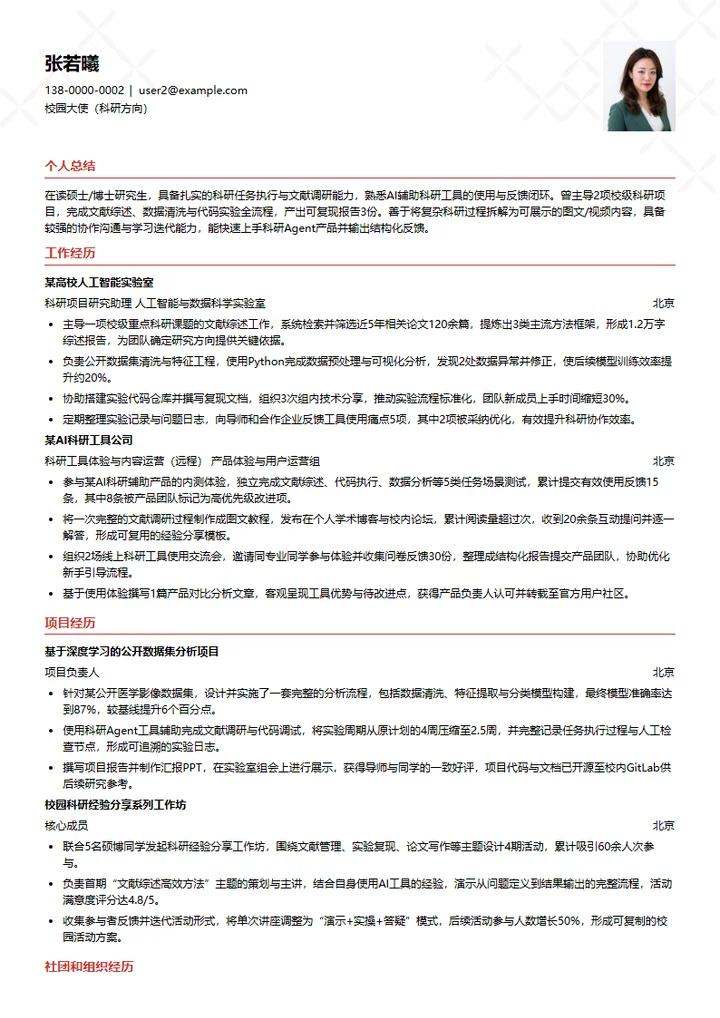 张若曦
138-0000-0002 | user2@example.com
校园大使（科研方向）
个人总结
在读硕士/博士研究生，具备扎实的科研任务执行与文献调研能力，熟悉AI辅助科研工具的使用与反馈闭环。曾主导2项校级科研项
目，完成文献综述、数据清洗与代码实验全流程，产出可复现报告3份。善于将复杂科研过程拆解为可展示的图文/视频内容，具备
较强的协作沟通与学习迭代能力，能快速上手科研Agent产品并输出结构化反馈。
工作经历
某高校人工智能实验室
科研项目研究助理 人工智能与数据科学实验室 北京
• 主导一项校级重点科研课题的文献综述工作，系统检索并筛选近5年相关论文120余篇，提炼出3类主流方法框架，形成1.2万字
综述报告，为团队确定研究方向提供关键依据。
• 负责公开数据集清洗与特征工程，使用Python完成数据预处理与可视化分析，发现2处数据异常并修正，使后续模型训练效率提
升约20%。
• 协助搭建实验代码仓库并撰写复现文档，组织3次组内技术分享，推动实验流程标准化，团队新成员上手时间缩短30%。
• 定期整理实验记录与问题日志，向导师和合作企业反馈工具使用痛点5项，其中2项被采纳优化，有效提升科研协作效率。
某AI科研工具公司
科研工具体验与内容运营（远程） 产品体验与用户运营组 北京
• 参与某AI科研辅助产品的内测体验，独立完成文献综述、代码执行、数据分析等5类任务场景测试，累计提交有效使用反馈15
条，其中8条被产品团队标记为高优先级改进项。
• 将一次完整的文献调研过程制作成图文教程，发布在个人学术博客与校内论坛，累计阅读量超过次，收到20余条互动提问并逐一
解答，形成可复用的经验分享模板。
• 组织2场线上科研工具使用交流会，邀请同专业同学参与体验并收集问卷反馈30份，整理成结构化报告提交产品团队，协助优化
新手引导流程。
• 基于使用体验撰写1篇产品对比分析文章，客观呈现工具优势与待改进点，获得产品负责人认可并转载至官方用户社区。
项目经历
基于深度学习的公开数据集分析项目
项目负责人 北京
• 针对某公开医学影像数据集，设计并实施了一套完整的分析流程，包括数据清洗、特征提取与分类模型构建，最终模型准确率达
到87%，较基线提升6个百分点。
• 使用科研Agent工具辅助完成文献调研与代码调试，将实验周期从原计划的4周压缩至2.5周，并完整记录任务执行过程与人工检
查节点，形成可追溯的实验日志。
• 撰写项目报告并制作汇报PPT，在实验室组会上进行展示，获得导师与同学的一致好评，项目代码与文档已开源至校内GitLab供
后续研究参考。
校园科研经验分享系列工作坊
核心成员 北京
• 联合5名硕博同学发起科研经验分享工作坊，围绕文献管理、实验复现、论文写作等主题设计4期活动，累计吸引60余人次参
与。
• 负责首期“文献综述高效方法”主题的策划与主讲，结合自身使用AI工具的经验，演示从问题定义到结果输出的完整流程，活动
满意度评分达4.8/5。
• 收集参与者反馈并迭代活动形式，将单次讲座调整为“演示+实操+答疑”模式，后续活动参与人数增长50%，形成可复制的校
园活动方案。
社团和组织经历